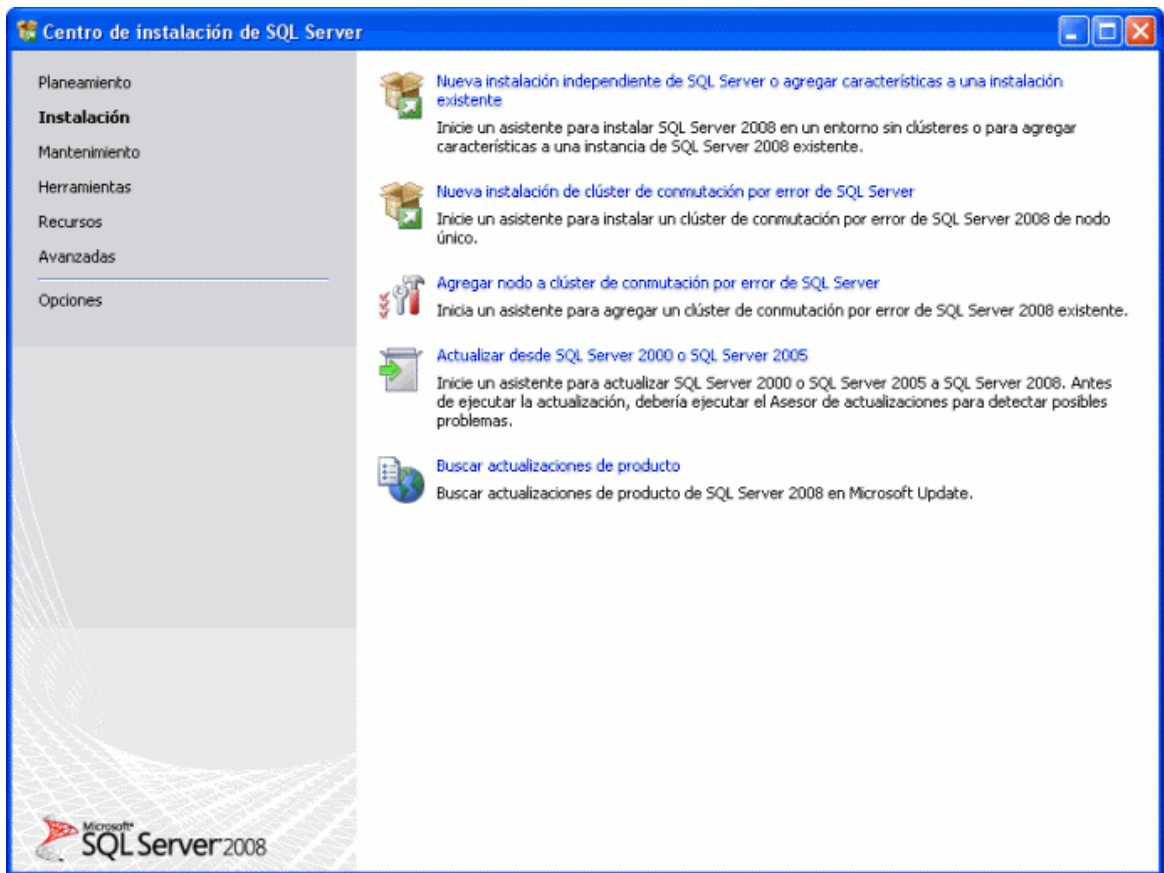 Centro de instalación de SQL Server
Planeamiento
Instalación
Mantenimiento
Herramientas
Recursos
Avanzadas
Opciones
Nueva instalación independiente de SQL Server o agregar características a una instalación
existente
Inicie un asistente para instalar SQL Server 2008 en un entorno sin clústeres o para agregar
características a una instancia de SQL Server 2008 existente.
Nueva instalación de clúster de conmutación por error de SQL Server
Inicie un asistente para instalar un clúster de conmutación por error de SQL Server 2008 de nodo
único.
Agregar nodo a clúster de conmutación por error de SQL Server
Inicia un asistente para agregar un clúster de conmutación por error de SQL Server 2008 existente.
Actualizar desde SQL Server 2000 o SQL Server 2005
Inicie un asistente para actualizar SQL Server 2000 o SQL Server 2005 a SQL Server 2008. Antes
de ejecutar la actualización, debería ejecutar el Asesor de actualizaciones para detectar posibles
problemas.
Buscar actualizaciones de producto
Buscar actualizaciones de producto de SQL Server 2008 en Microsoft Update.
Microsoft
SQL Server 2008